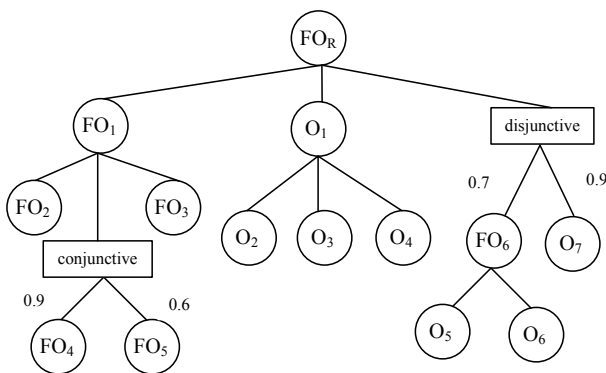 FO_R
FO_1 O_1 disjunctive
0.7 0.9
FO_2 FO_3 O_2 O_3 O_4 FO_6 O_7
conjunctive
0.9 0.6
FO_4 FO_5 O_5 O_6